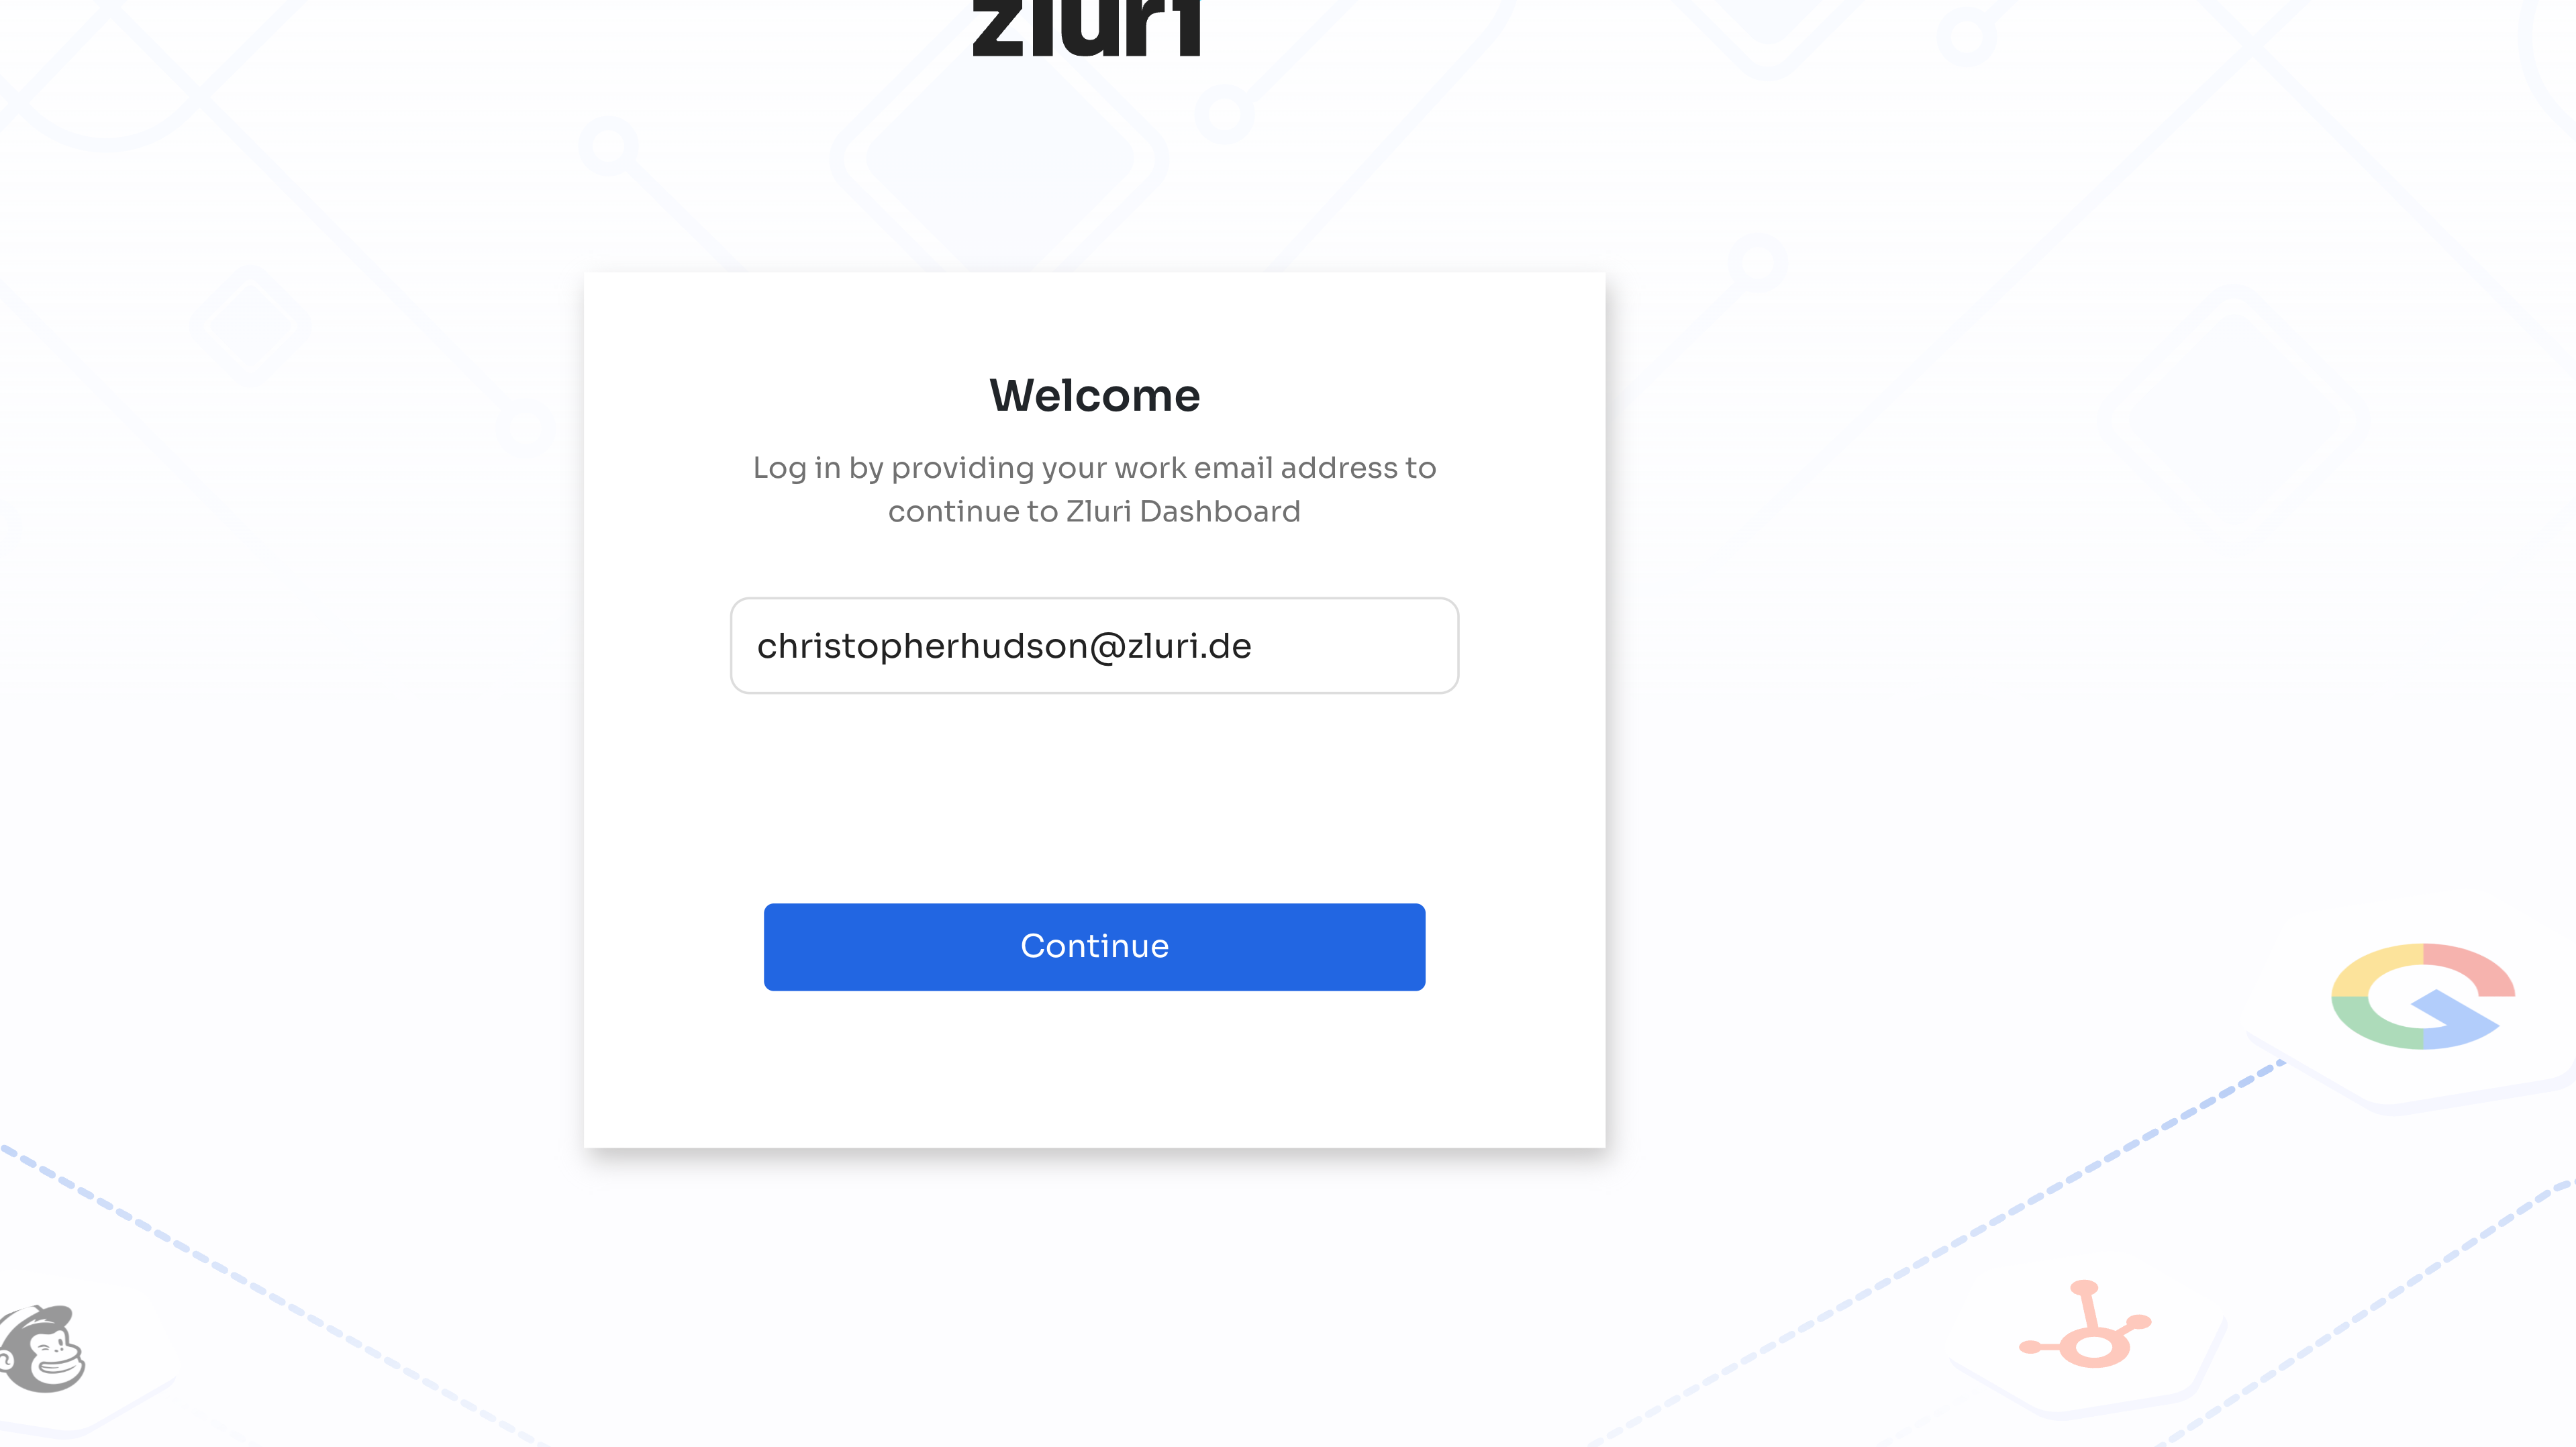 zluri
Welcome
Log in by providing your work email address to
continue to Zluri Dashboard
christopherhudson@zluri.de
Continue